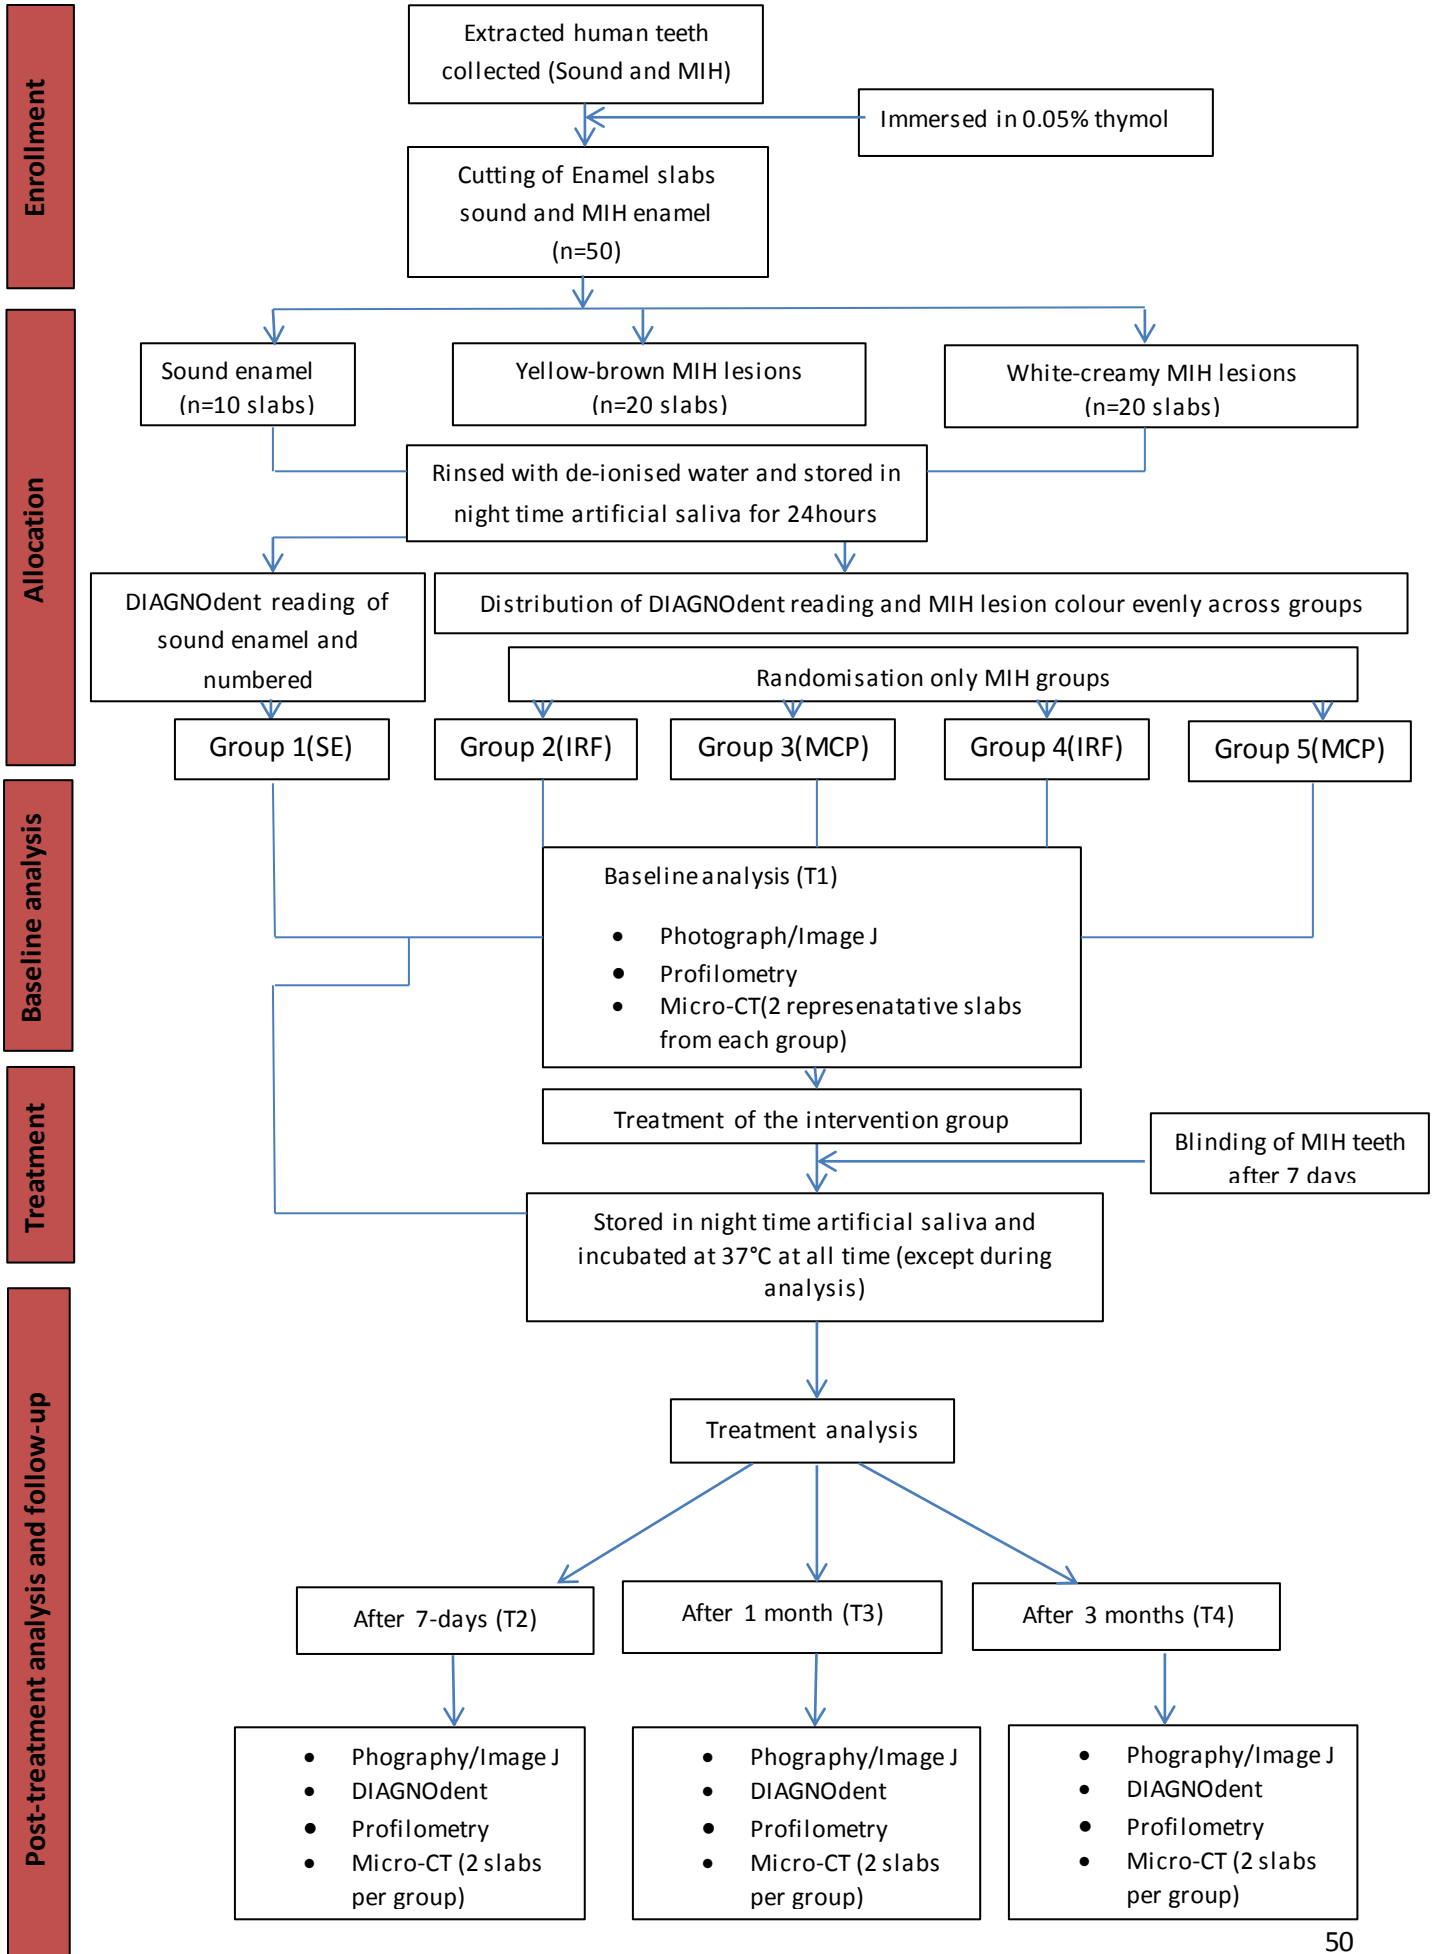 Enrollment
Extracted human teeth
collected (Sound and MIH)
Immersed in 0.05% thymol
Cutting of Enamel slabs
sound and MIH enamel
(n=50)
Allocation
Sound enamel
(n=10 slabs)
Yellow-brown MIH lesions
(n=20 slabs)
White-creamy MIH lesions
(n=20 slabs)
Rinsed with de-ionised water and stored in
night time artificial saliva for 24hours
DIAGNOdent reading of
sound enamel and
numbered
Distribution of DIAGNOdent reading and MIH lesion colour evenly across groups
Randomisation only MIH groups
Group 1(SE)
Group 2(IRF)
Group 3(MCP)
Group 4(IRF)
Group 5(MCP)
Baseline analysis
Baseline analysis (T1)
• Photograph/Image J
• Profilometry
• Micro-CT(2 represenatative slabs
from each group)
Treatment
Treatment of the intervention group
Blinding of MIH teeth
after 7 days
Stored in night time artificial saliva and
incubated at 37°C at all time (except during
analysis)
Post-treatment analysis and follow-up
Treatment analysis
After 7-days (T2)
After 1 month (T3)
After 3 months (T4)
• Phography/Image J
• DIAGNOdent
• Profilometry
• Micro-CT (2 slabs
per group)
• Phography/Image J
• DIAGNOdent
• Profilometry
• Micro-CT (2 slabs
per group)
• Phography/Image J
• DIAGNOdent
• Profilometry
• Micro-CT (2 slabs
per group)
50